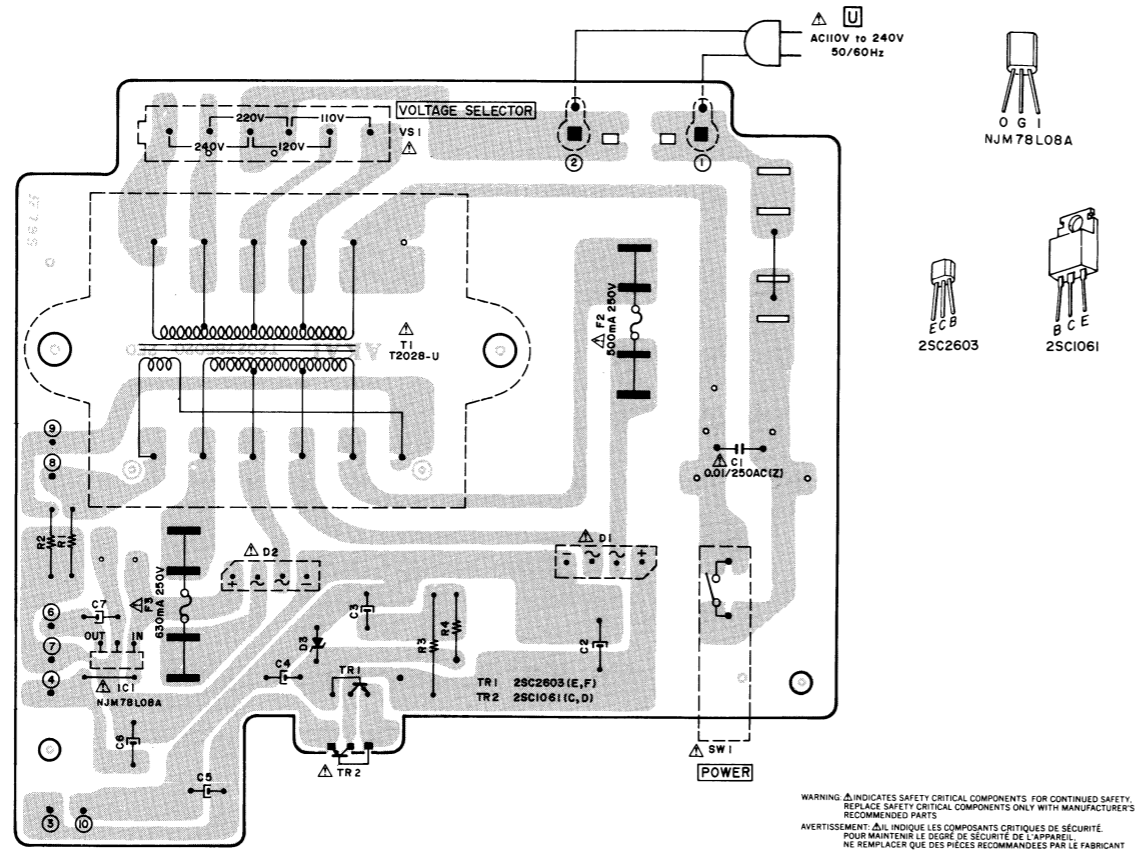 ⚠ U
AC110V to 240V
50/60Hz
O G I
NJM78L08A
VOLTAGE SELECTOR
220V
110V
240V
120V
VS1
⚠
② ①
ECB
2SC2603
B C E
2SC1061
⚠
T1
T2028-U
⚠ F2
500mA 250V
⚠ C1
0.01/250AC(Z)
⑨
⑧
R2
R1
⚠ D2
+ ~ ~ -
⚠ D1
- ~ ~ +
⚠ F3
630mA 250V
C7
⑥
OUT IN
⑦
④
⚠ IC1
NJM78L08A
C3
D3
R3
R4
C2
C4
TR1
TR1 2SC2603(E,F)
TR2 2SC1061(C,D)
C6
⚠ TR2
⚠ SW1
POWER
C5
③ ⑩
WARNING: ⚠INDICATES SAFETY CRITICAL COMPONENTS FOR CONTINUED SAFETY,
REPLACE SAFETY CRITICAL COMPONENTS ONLY WITH MANUFACTURER'S
RECOMMENDED PARTS
AVERTISSEMENT: ⚠IL INDIQUE LES COMPOSANTS CRITIQUES DE SÉCURITÉ.
POUR MAINTENIR LE DEGRÉ DE SÉCURITÉ DE L'APPAREIL,
NE REMPLACER QUE DES PIÈCES RECOMMANDEES PAR LE FABRICANT